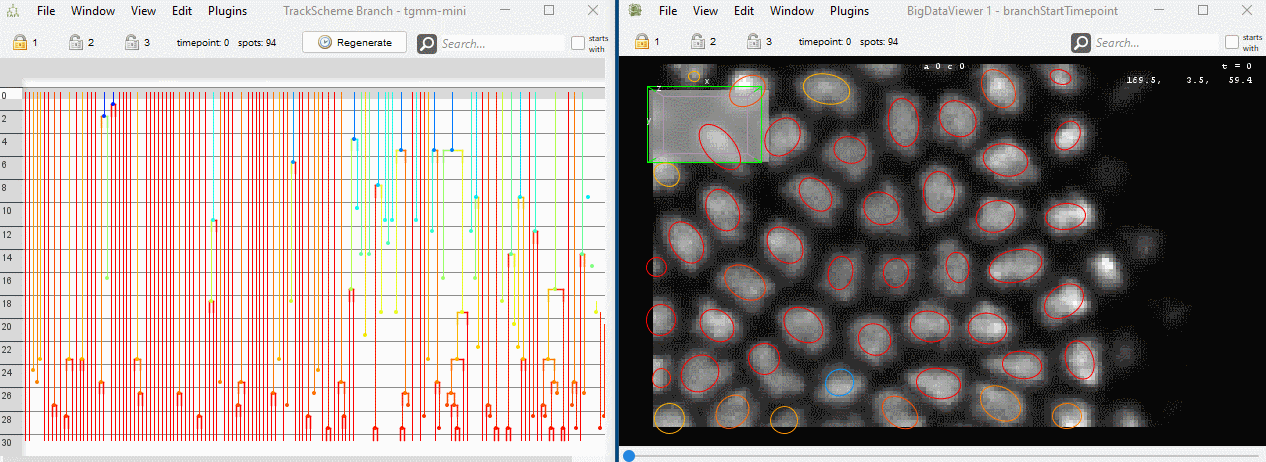 File View Edit Plugins TrackScheme Branch - tgmm-mini
1 2 3 timepoint: 0 spots: 94 Regenerate Search... starts with
0
2
4
6
8
10
12
14
16
18
20
22
24
26
28
30
File View Edit Window Plugins BigDataViewer 1 - branchStartTimepoint
1 2 3 timepoint: 0 spots: 94 Search... starts with
a 0 c 0 t = 0
x 169.5, 3.5, 59.4
z
y